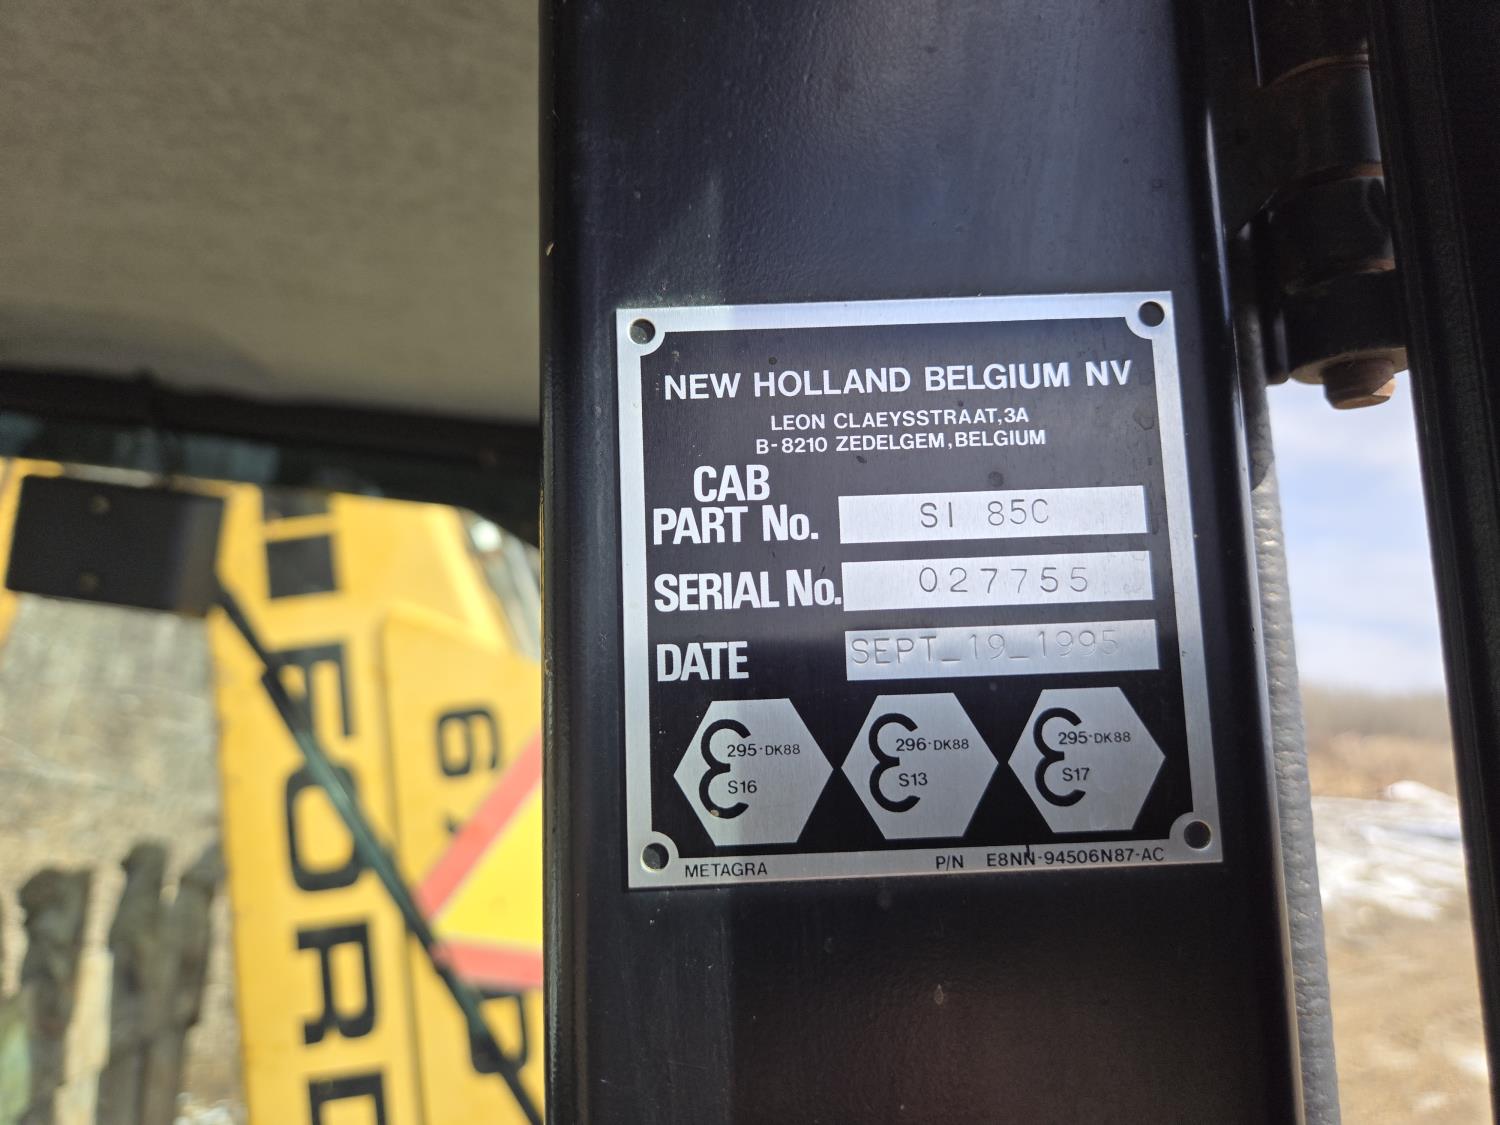 NEW HOLLAND BELGIUM NV
LEON CLAEYSSTRAAT,3A
B-8210 ZEDELGEM, BELGIUM
CAB
PART No. SI 85C
SERIAL No. 027755
DATE SEPT_19_1995
295-DK88
S16
296-DK88
S13
295-DK88
S17
METAGRA P/N E8NN-94506N87-AC
FORD